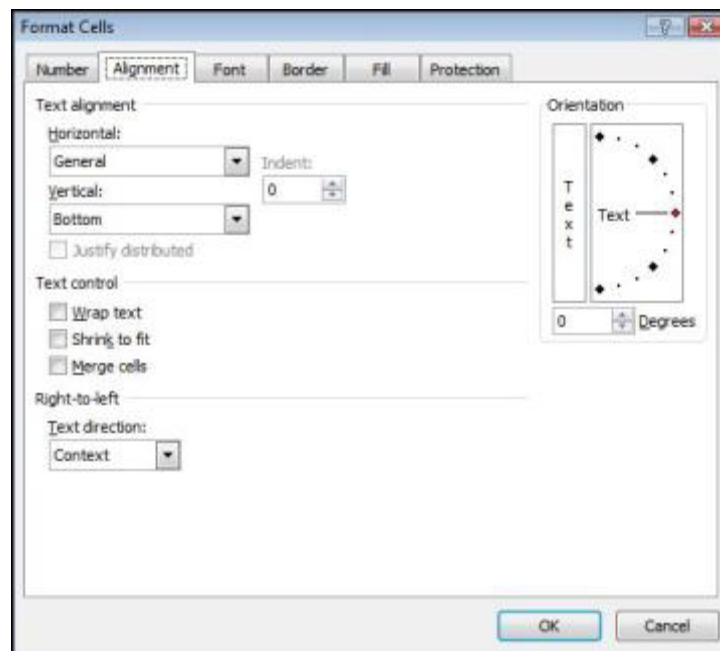 Format Cells
Number Alignment Font Border Fill Protection
Text alignment
Horizontal:
General
Indent:
0
Vertical:
Bottom
Justify distributed
Text control
Wrap text
Shrink to fit
Merge cells
Right-to-left
Text direction:
Context
Orientation
Text
Text
0 Degrees
OK Cancel